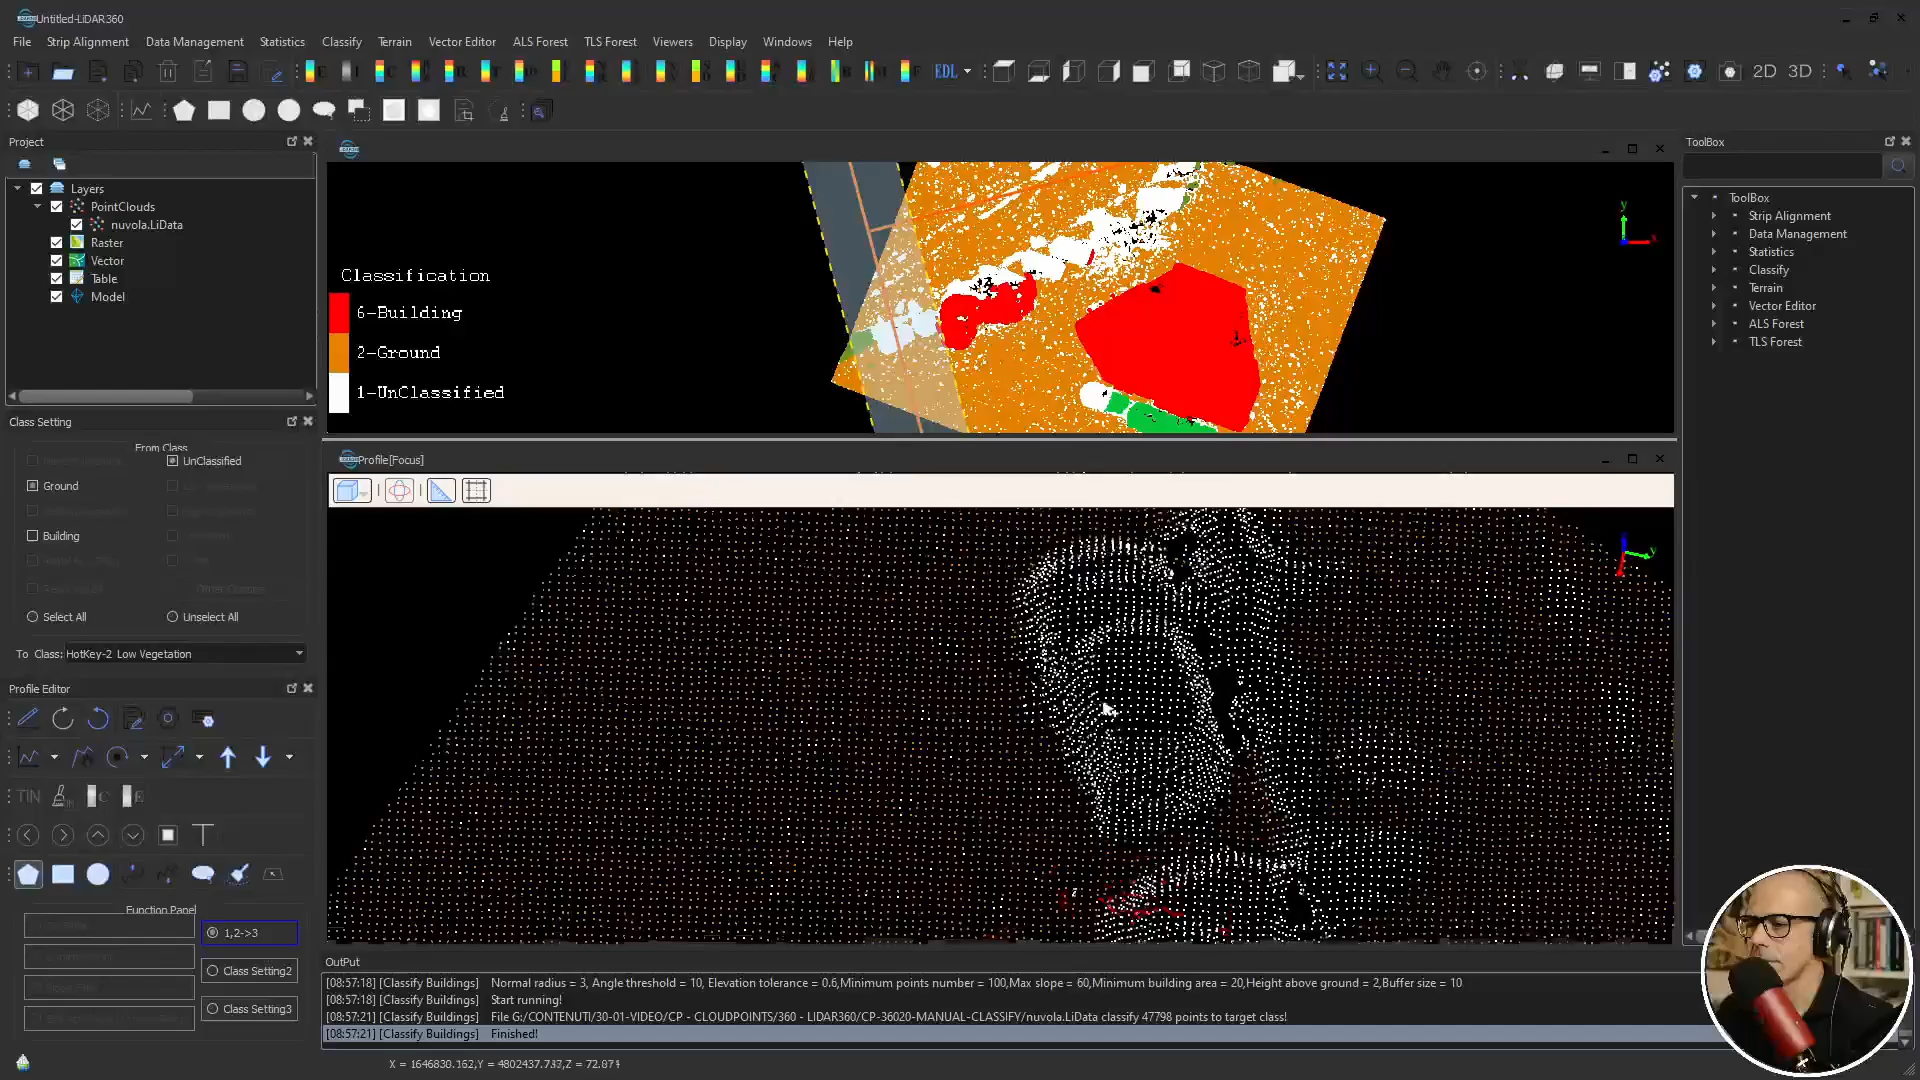 Untitled-LiDAR360
File Strip Alignment Data Management Statistics Classify Terrain Vector Editor ALS Forest TLS Forest Viewers Display Windows Help
EDL 2D 3D
Project
Layers
PointClouds
nuvola.LiData
Raster
Vector
Table
Model
Classification
6-Building
2-Ground
1-UnClassified
y
ToolBox
ToolBox
Strip Alignment
Data Management
Statistics
Classify
Terrain
Vector Editor
ALS Forest
TLS Forest
Class Setting
From Class
UnClassified
Ground
Building
Select All Unselect All
To Class: HotKey-2 Low Vegetation
Profile[Focus]
y
Profile Editor
TIN C E
Function Panel
1,2->3
Class Setting2
Class Setting3
OutPut
[08:57:18] [Classify Buildings] Normal radius = 3, Angle threshold = 10, Elevation tolerance = 0.6,Minimum points number = 100,Max slope = 60,Minimum building area = 20,Height above ground = 2,Buffer size = 10
[08:57:18] [Classify Buildings] Start running!
[08:57:21] [Classify Buildings] File G:/CONTENUTI/30-01-VIDEO/CP - CLOUDPOINTS/360 - LIDAR360/CP-36020-MANUAL-CLASSIFY/nuvola.LiData classify 47798 points to target class!
[08:57:21] [Classify Buildings] Finished!